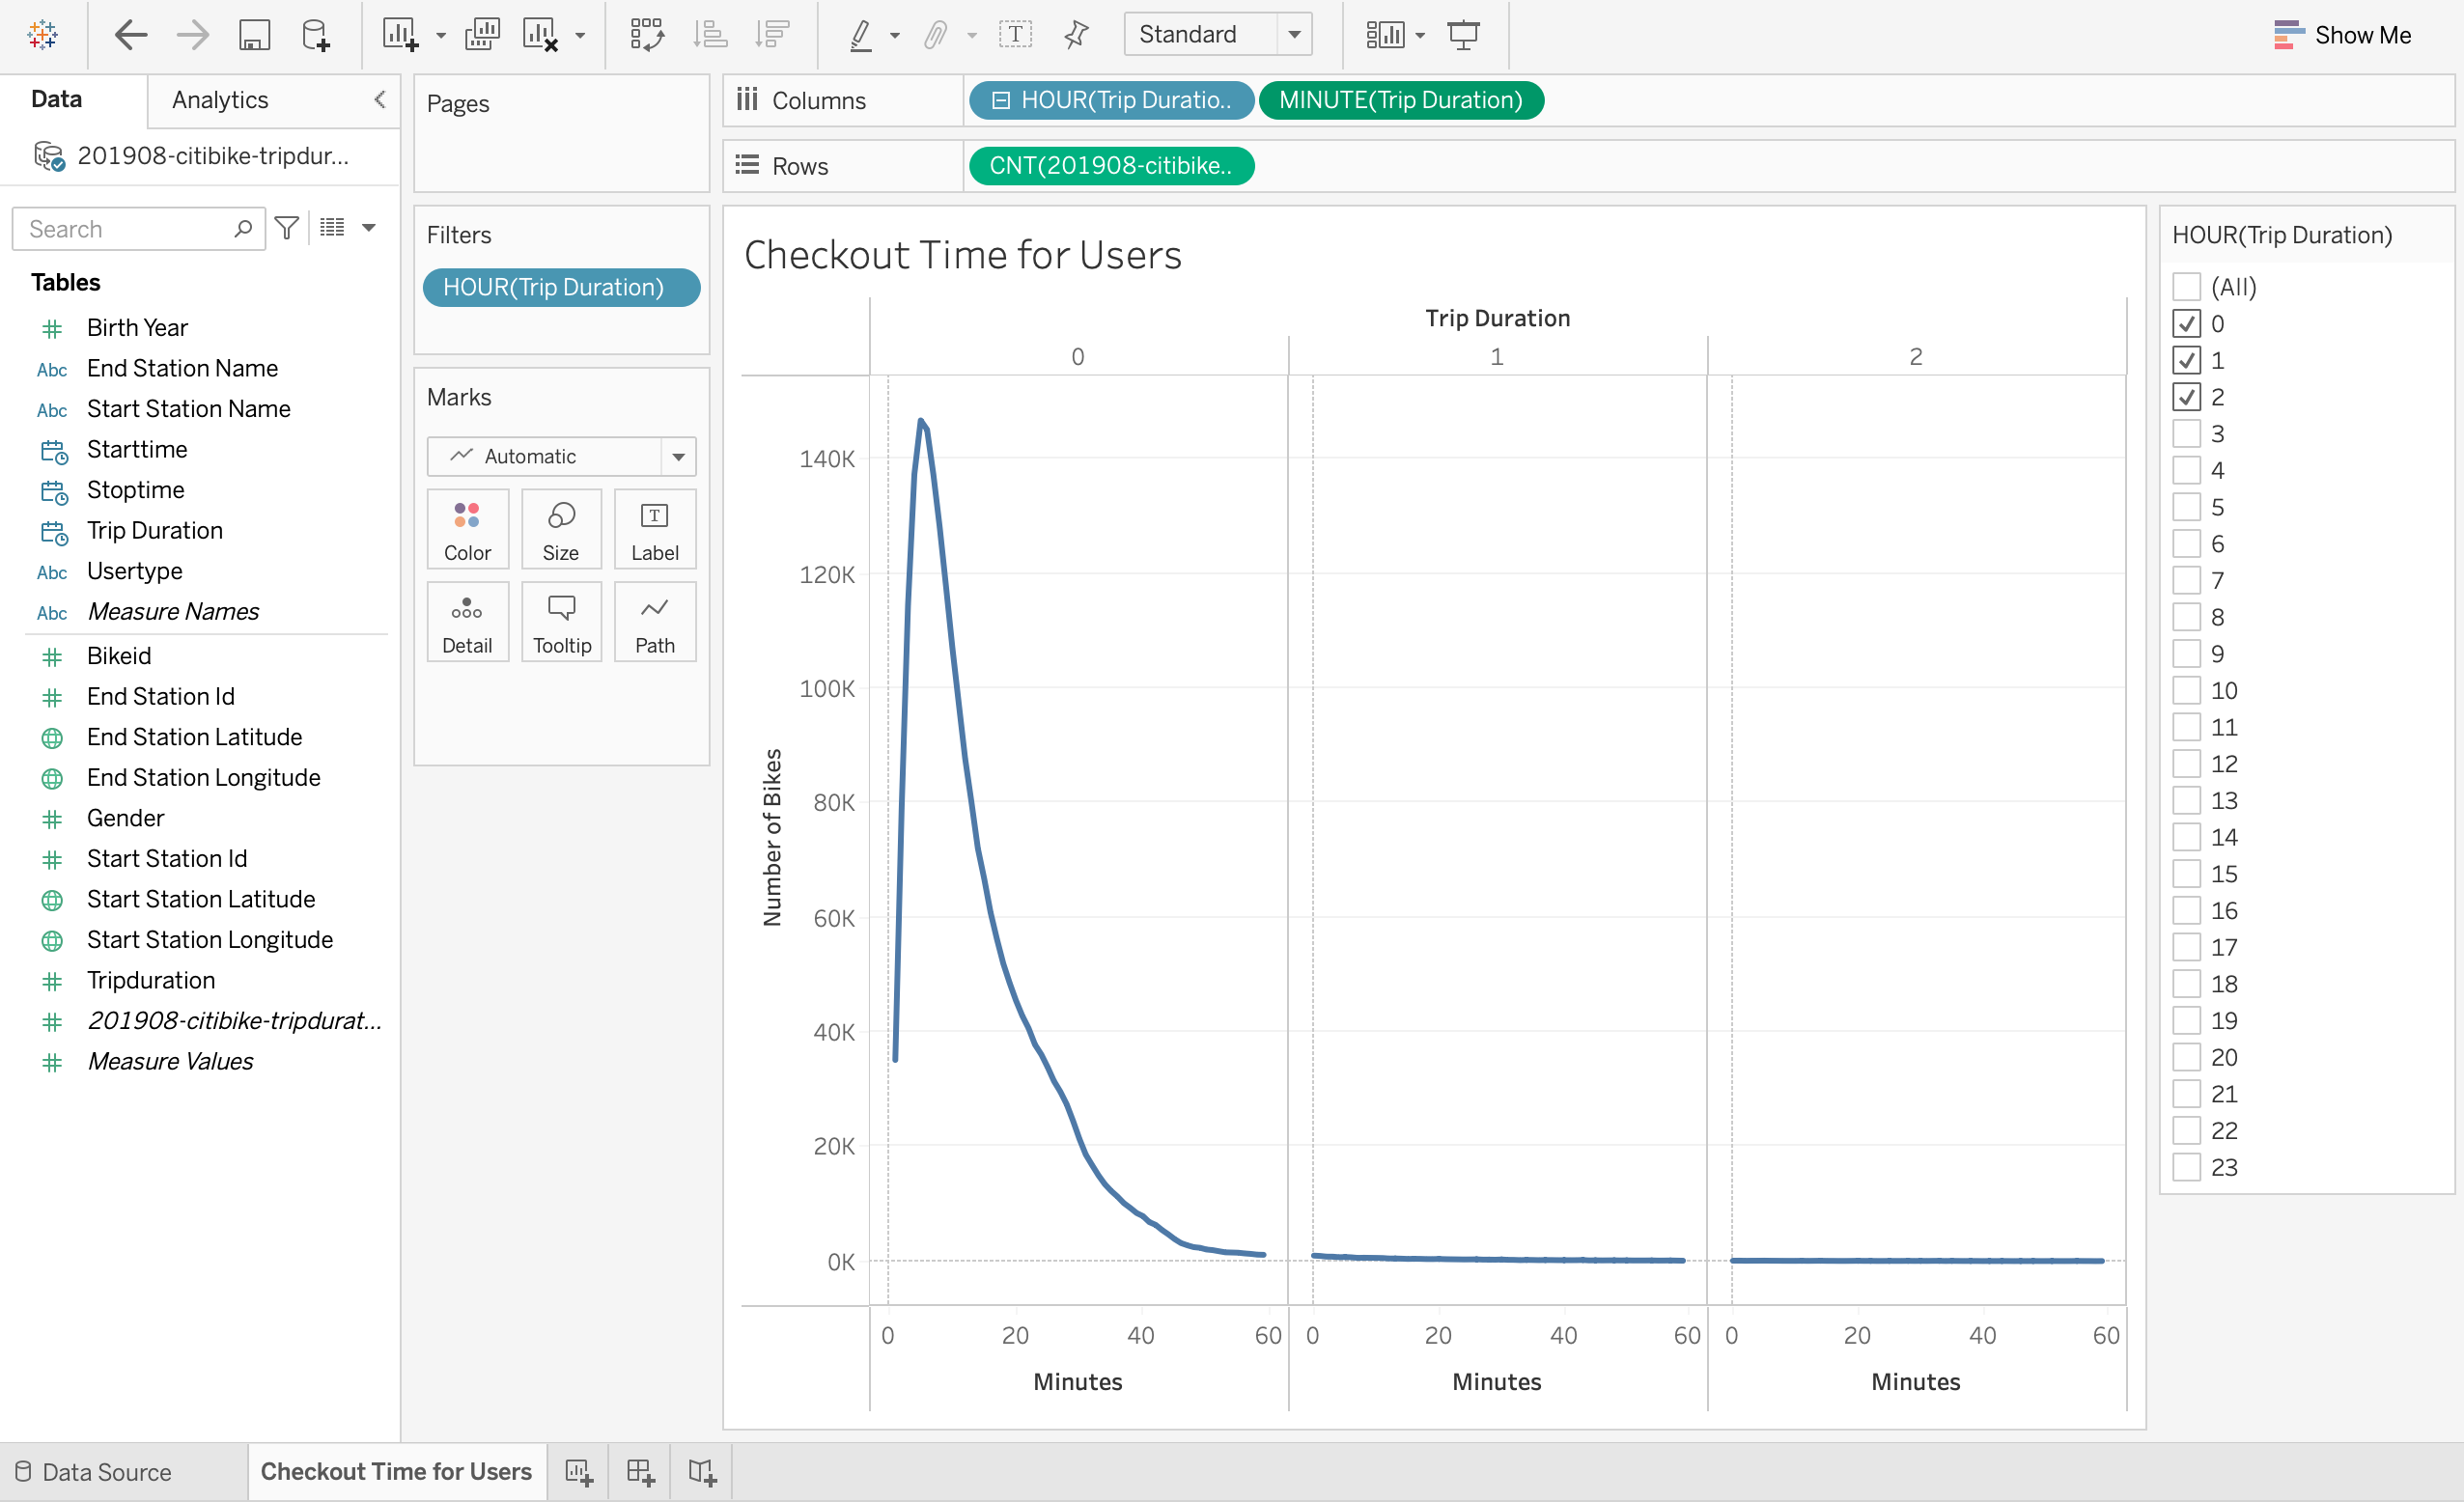 Standard
Show Me
Data
Analytics
201908-citibike-tripdur...
Search
Tables
Birth Year
Abc End Station Name
Abc Start Station Name
Starttime
Stoptime
Trip Duration
Abc Usertype
Abc Measure Names
Bikeid
End Station Id
End Station Latitude
End Station Longitude
Gender
Start Station Id
Start Station Latitude
Start Station Longitude
Tripduration
201908-citibike-tripdurat...
Measure Values
Pages
Filters
HOUR(Trip Duration)
Marks
Automatic
Color Size T Label
Detail Tooltip Path
Columns HOUR(Trip Duratio.. MINUTE(Trip Duration)
Rows CNT(201908-citibike..
Checkout Time for Users
Trip Duration
0 1 2
Number of Bikes
140K
120K
100K
80K
60K
40K
20K
0K
0 20 40 60 0 20 40 60 0 20 40 60
Minutes Minutes Minutes
HOUR(Trip Duration)
(All)
0
1
2
3
4
5
6
7
8
9
10
11
12
13
14
15
16
17
18
19
20
21
22
23
Data Source
Checkout Time for Users